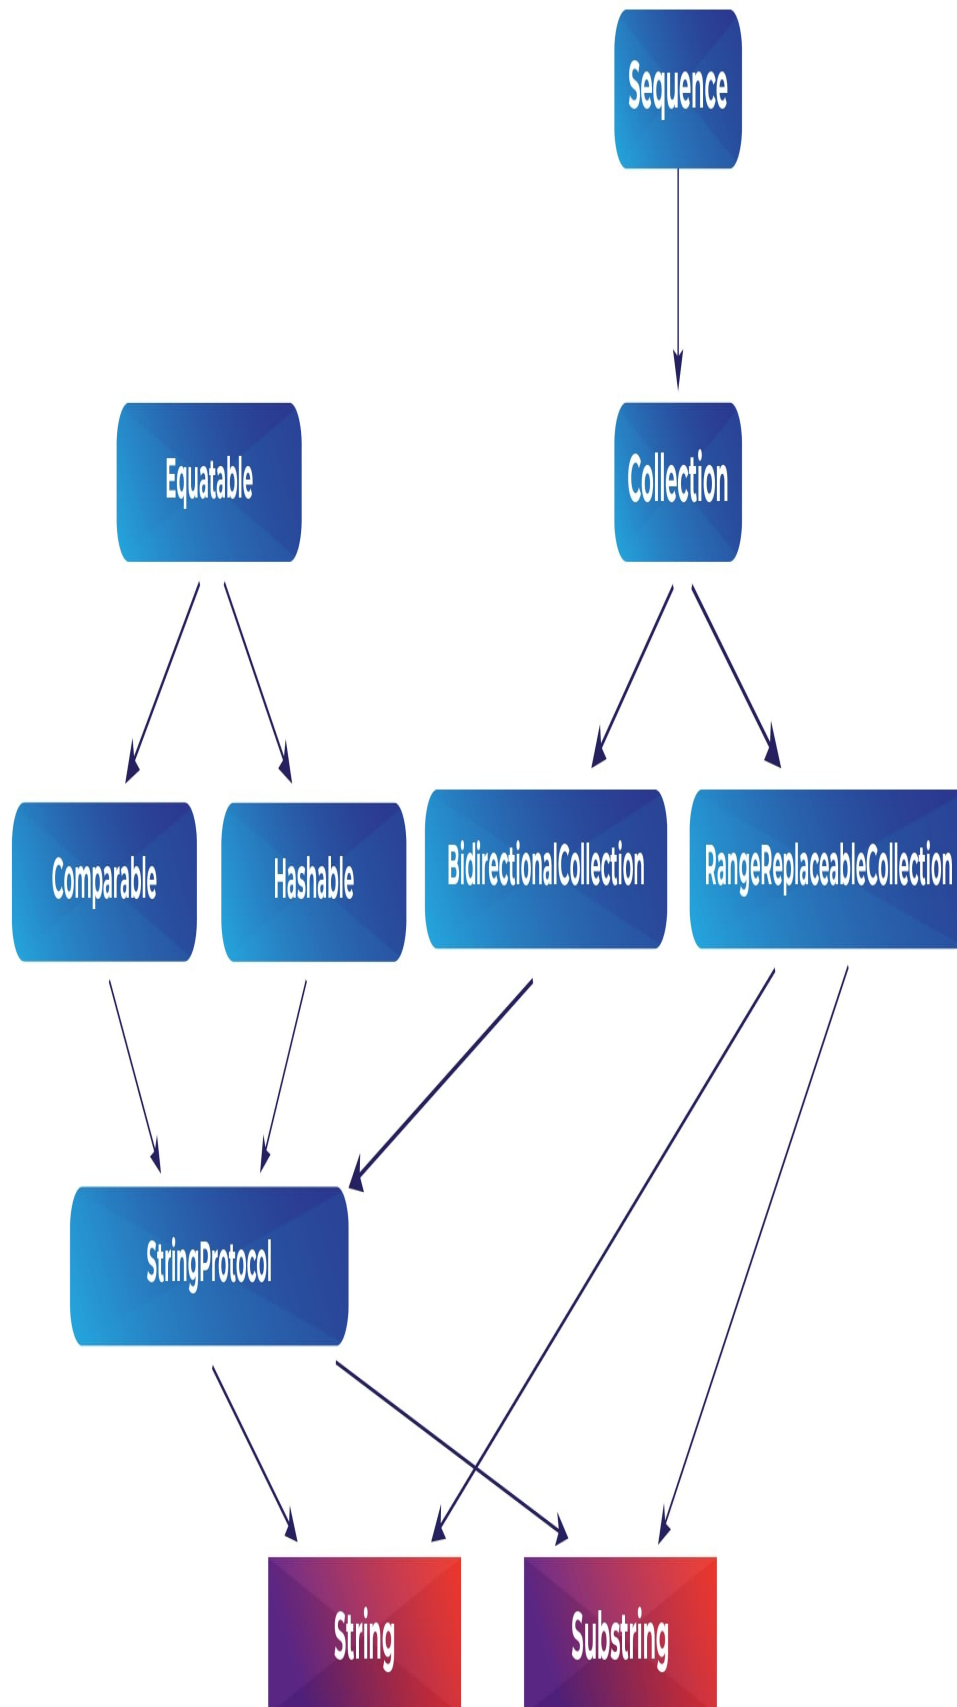 Sequence
Equatable
Collection
Comparable
Hashable
BidirectionalCollection
RangeReplaceableCollection
StringProtocol
String
Substring